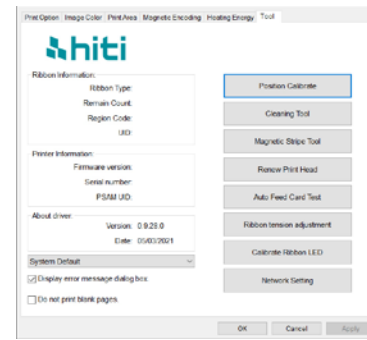 Print Option Image Color Print Area Magnetic Encoding Heating Energy Tool
hiti
Ribbon Information:
Ribbon Type:
Remain Count:
Region Code:
UID:
Printer Information:
Firmware version:
Serial number:
PSAM UID:
About driver:
Version: 0.9.28.0
Date: 05/03/2021
System Default
Display error message dialog box
Do not print blank pages
Position Calibrate
Cleaning Tool
Magnetic Stripe Tool
Renew Print Head
Auto Feed Card Test
Ribbon tension adjustment
Calibrate Ribbon LED
Network Setting
OK Cancel Apply